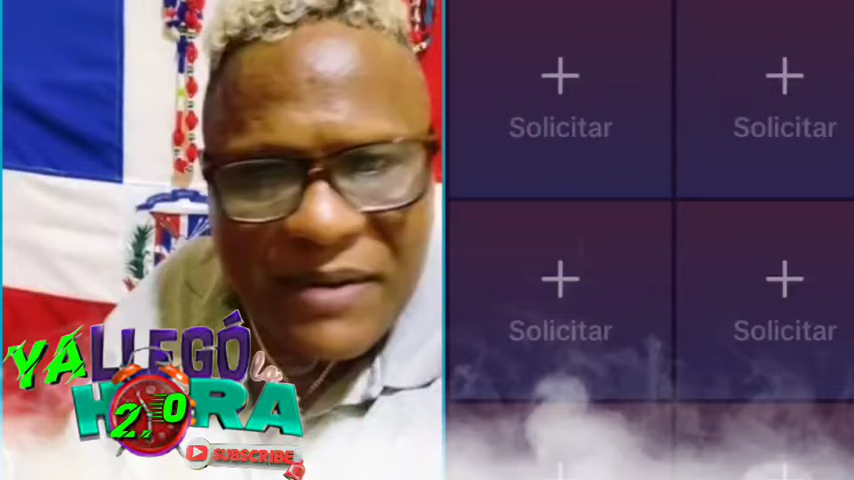 Solicitar
Solicitar
Solicitar
Solicitar
YA LLEGÓ
la
HORA
2.0
SUBSCRIBE